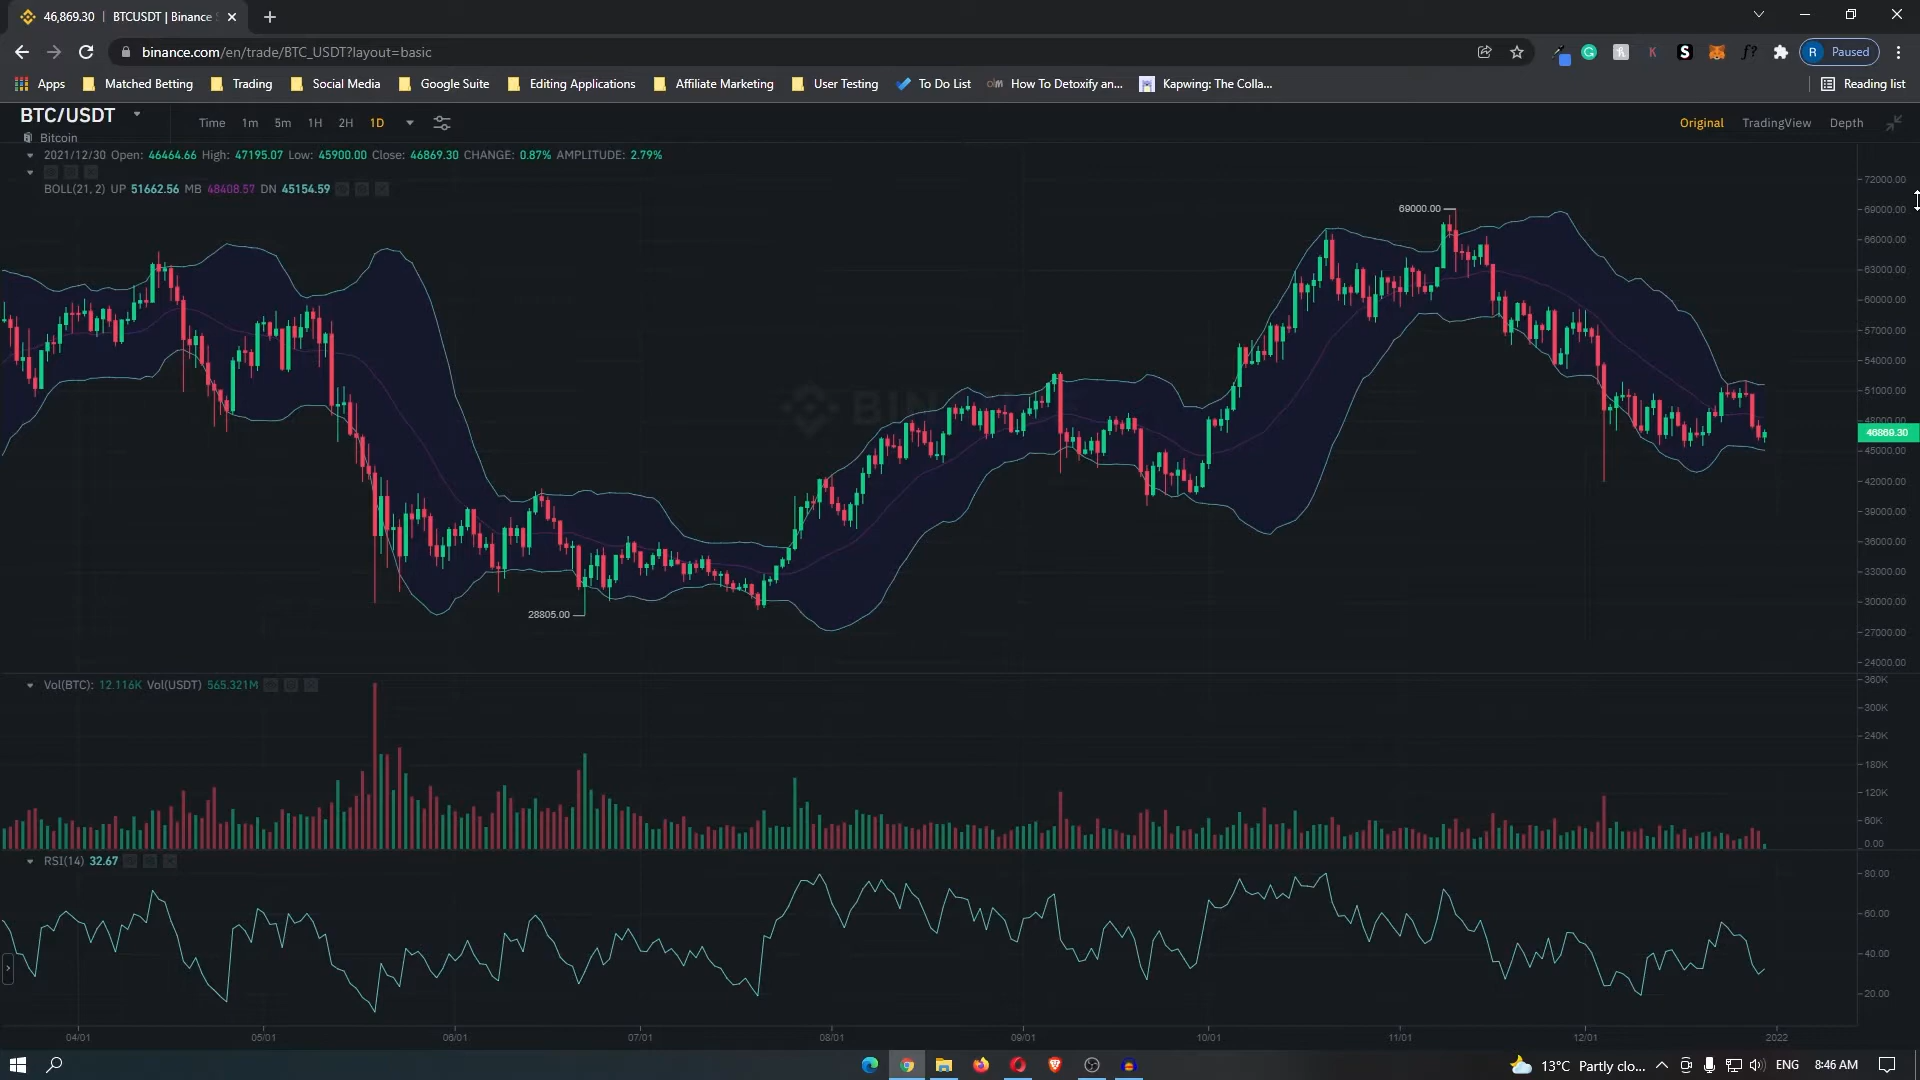 46,869.30 | BTCUSDT | Binance
binance.com/en/trade/BTC_USDT?layout=basic
R Paused
Apps Matched Betting Trading Social Media Google Suite Editing Applications Affiliate Marketing User Testing To Do List How To Detoxify an... Kapwing: The Colla... Reading list
BTC/USDT
Bitcoin
Time 1m 5m 1H 2H 1D Original TradingView Depth
2021/12/30 Open: 46464.66 High: 47195.07 Low: 45900.00 Close: 46869.30 CHANGE: 0.87% AMPLITUDE: 2.79%
BOLL(21, 2) UP 51662.56 MB 48408.57 DN 45154.59
72000.00
69000.00
69000.00
66000.00
63000.00
60000.00
57000.00
54000.00
51000.00
48000.00
46869.30
45000.00
42000.00
39000.00
36000.00
33000.00
30000.00
28805.00
27000.00
24000.00
Vol(BTC): 12.116K Vol(USDT) 565.321M
360K
300K
240K
180K
120K
60K
0.00
RSI(14) 32.67
80.00
60.00
40.00
20.00
04/01 05/01 06/01 07/01 08/01 09/01 10/01 11/01 12/01 2022
13°C Partly clo... ENG 8:46 AM